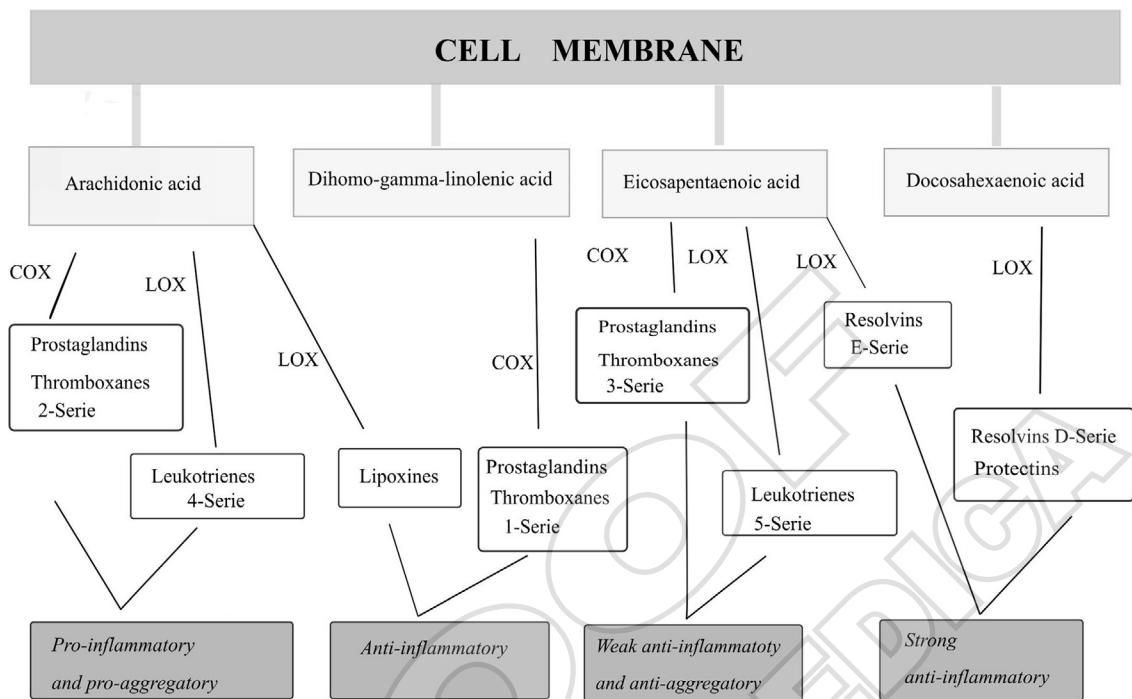 CELL MEMBRANE
Arachidonic acid
Dihomo-gamma-linolenic acid
Eicosapentaenoic acid
Docosahexaenoic acid
COX
LOX
LOX
COX
COX
LOX
LOX
LOX
Prostaglandins
Thromboxanes
2-Serie
Leukotrienes
4-Serie
Lipoxines
Prostaglandins
Thromboxanes
1-Serie
Prostaglandins
Thromboxanes
3-Serie
Leukotrienes
5-Serie
Resolvins
E-Serie
Resolvins D-Serie
Protectins
Pro-inflammatory
and pro-aggregatory
Anti-inflammatory
Weak anti-inflammatoty
and anti-aggregatory
Strong
anti-inflammatory